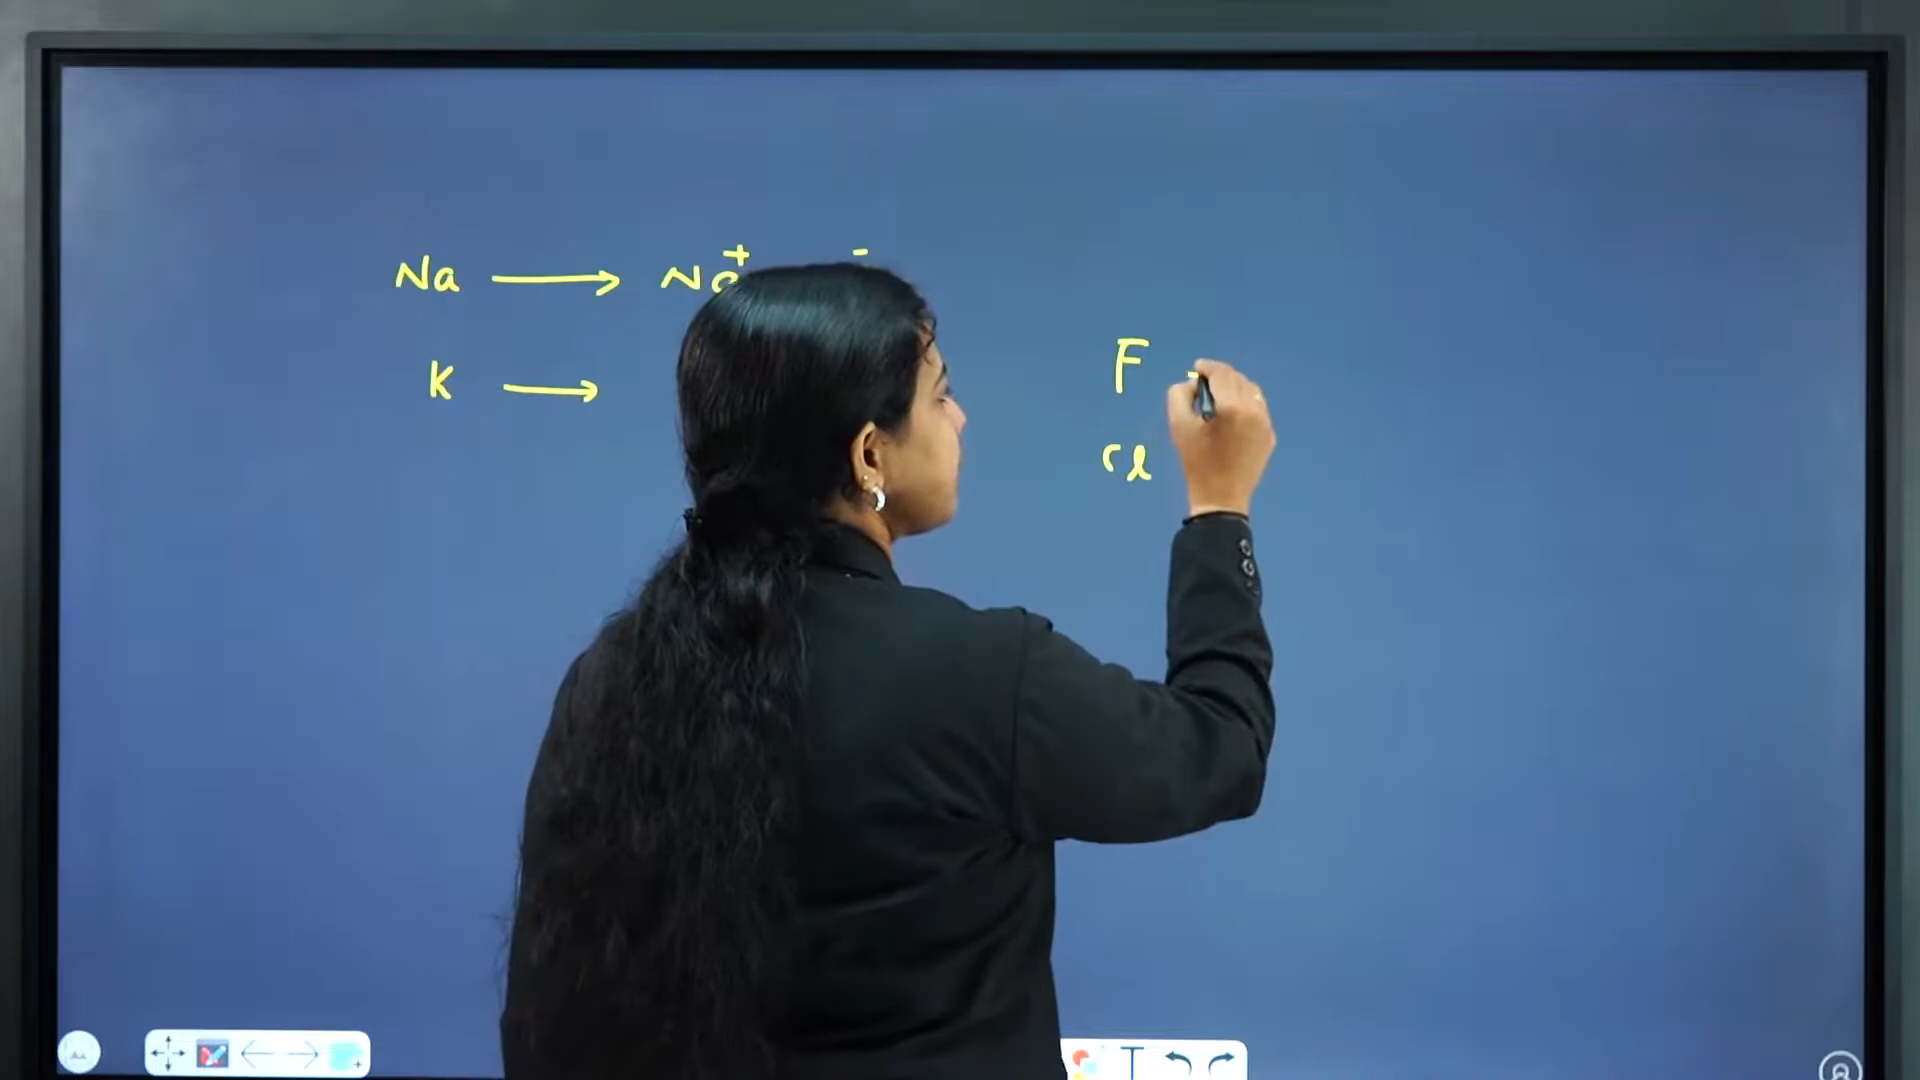 Na → Na⁺ ⁻
K →
F -
Cl